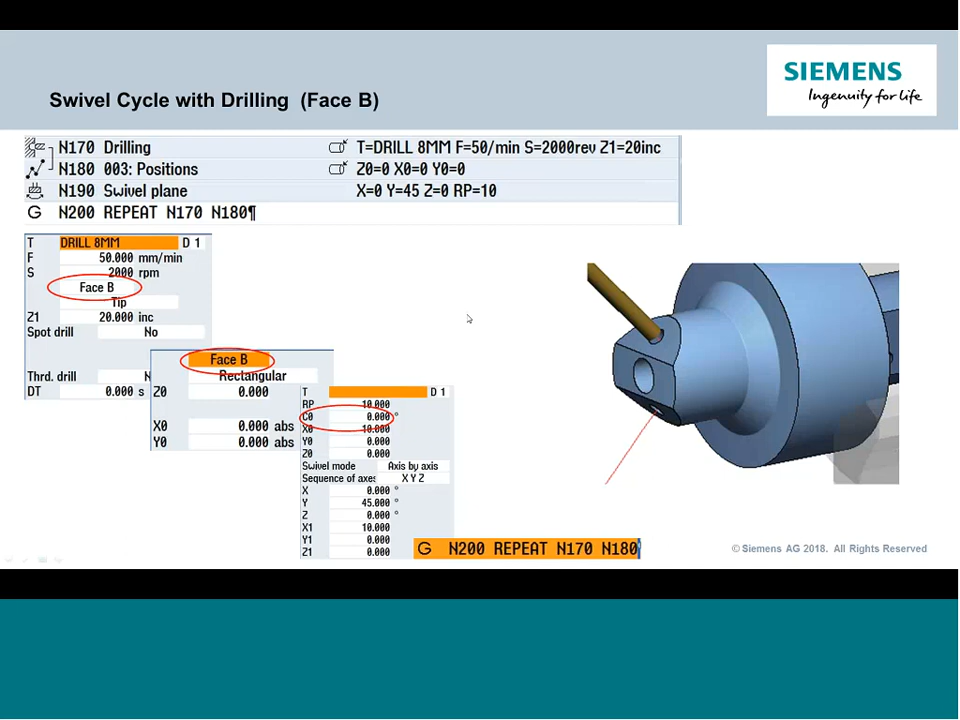 SIEMENS
Ingenuity for life
Swivel Cycle with Drilling (Face B)
N170 Drilling T=DRILL 8MM F=50/min S=2000rev Z1=20inc
N180 003: Positions Z0=0 X0=0 Y0=0
N190 Swivel plane X=0 Y=45 Z=0 RP=10
G N200 REPEAT N170 N180¶
T DRILL 8MM D 1
F 50.000 mm/min
S 2000 rpm
Face B
Tip
Z1 20.000 inc
Spot drill No
Thrd. drill N
DT 0.000 s
Face B
Rectangular
Z0 0.000
X0 0.000 abs
Y0 0.000 abs
T D 1
RP 10.000
C0 0.000 °
X0 10.000
Y0 0.000
Z0 0.000
Swivel mode Axis by axis
Sequence of axes X Y Z
X 0.000 °
Y 45.000 °
Z 0.000 °
X1 10.000
Y1 0.000
Z1 0.000
G N200 REPEAT N170 N180
© Siemens AG 2018. All Rights Reserved